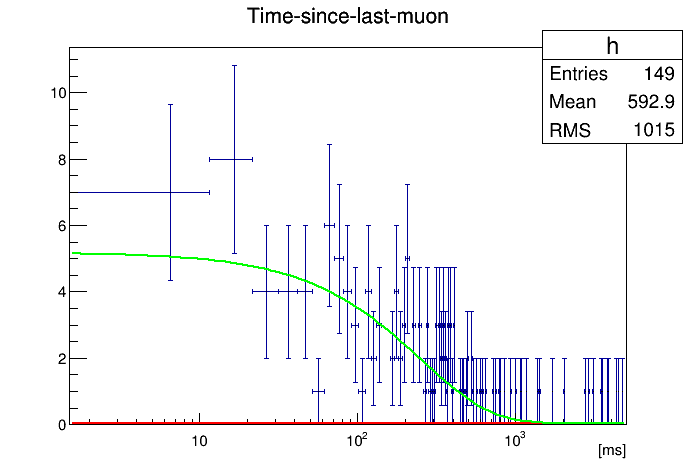 Time-since-last-muon
h
Entries 149
Mean 592.9
RMS 1015
10
8
6
4
2
0
10 10² 10³
[ms]